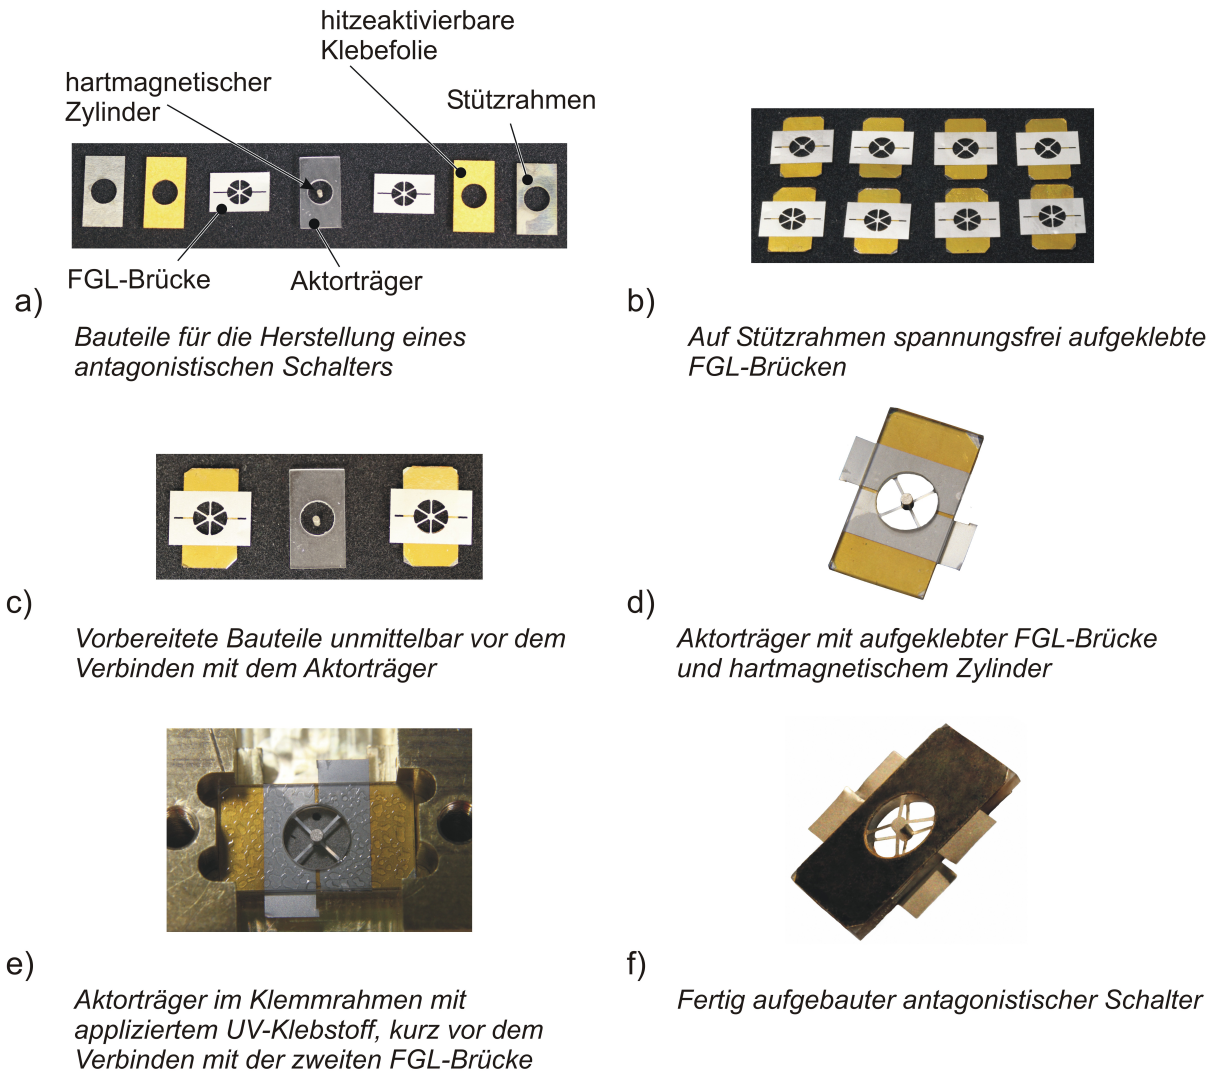 hitzeaktivierbare
Klebefolie
hartmagnetischer
Zylinder
Stützrahmen
FGL-Brücke
Aktorträger
a)
Bauteile für die Herstellung eines
antagonistischen Schalters
b)
Auf Stützrahmen spannungsfrei aufgeklebte
FGL-Brücken
c)
Vorbereitete Bauteile unmittelbar vor dem
Verbinden mit dem Aktorträger
d)
Aktorträger mit aufgeklebter FGL-Brücke
und hartmagnetischem Zylinder
e)
Aktorträger im Klemmrahmen mit
appliziertem UV-Klebstoff, kurz vor dem
Verbinden mit der zweiten FGL-Brücke
f)
Fertig aufgebauter antagonistischer Schalter